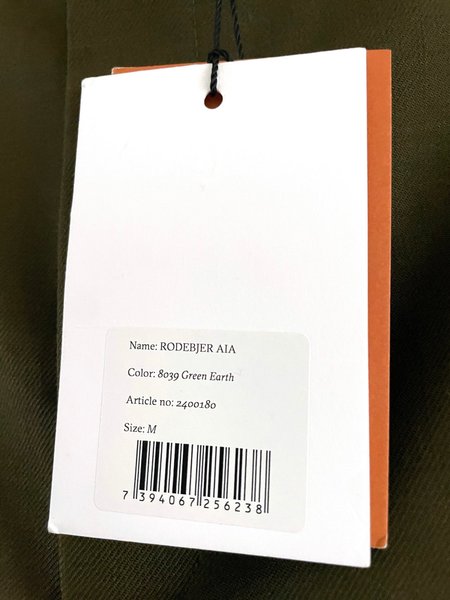 Name: RODEBJER AIA
Color: 8039 Green Earth
Article no: 2400180
Size: M
7 394067 256238